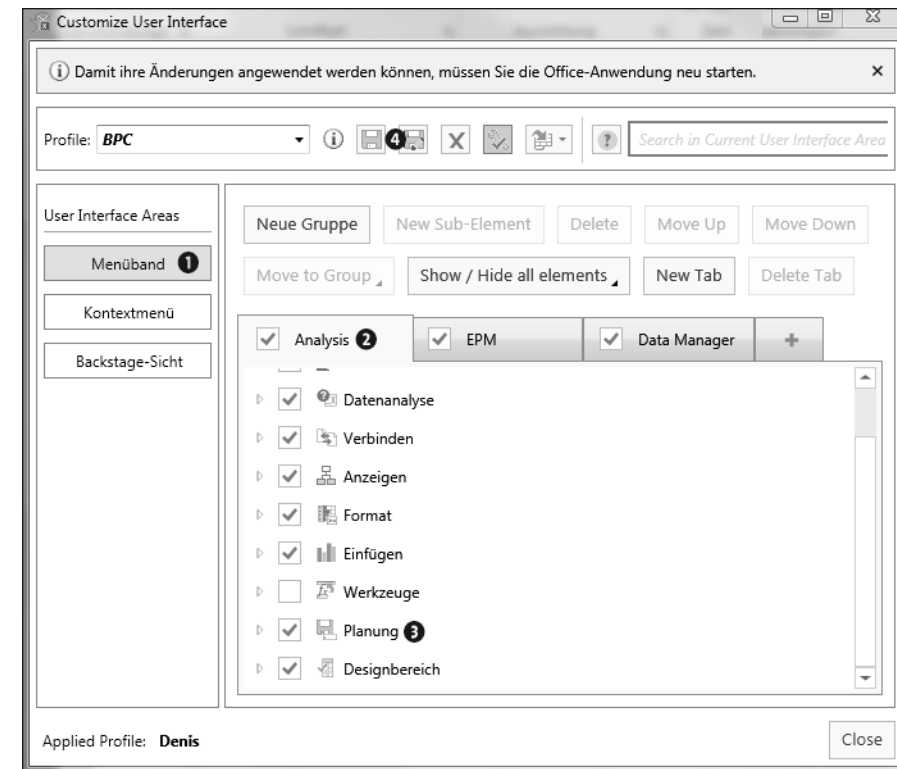 Customize User Interface
Damit ihre Änderungen angewendet werden können, müssen Sie die Office-Anwendung neu starten.
Profile: BPC 4 Search in Current User Interface Area
User Interface Areas
Neue Gruppe New Sub-Element Delete Move Up Move Down
Menüband 1
Move to Group Show / Hide all elements New Tab Delete Tab
Kontextmenü
Analysis 2 EPM Data Manager
Backstage-Sicht
Datenanalyse
Verbinden
Anzeigen
Format
Einfügen
Werkzeuge
Planung 3
Designbereich
Applied Profile: Denis Close